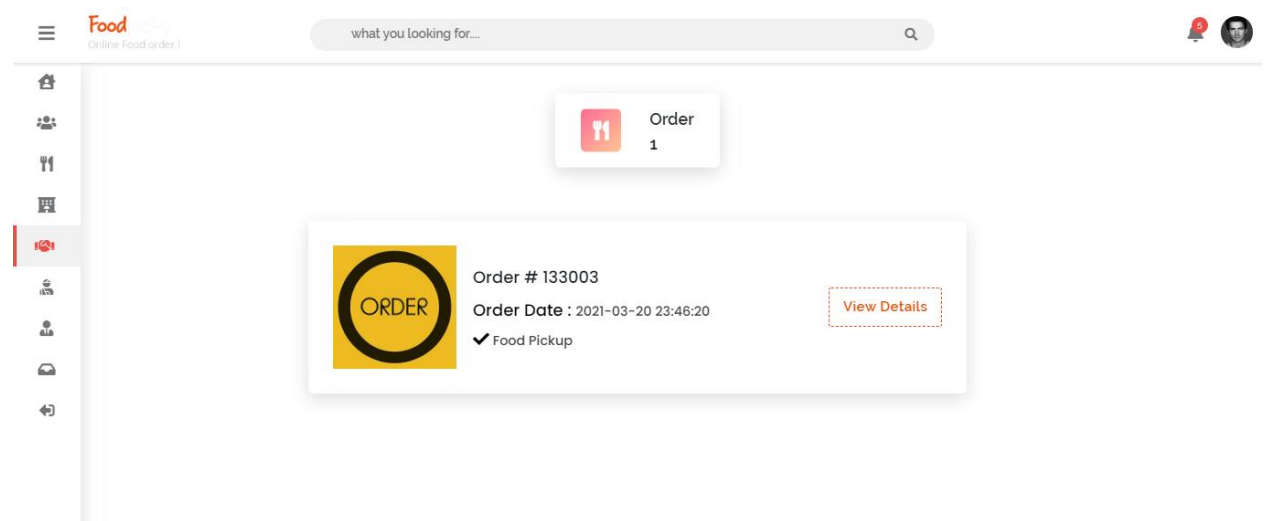 Food
Online Food order !
what you looking for....
5
Order
1
ORDER
Order # 133003
Order Date : 2021-03-20 23:46:20
Food Pickup
View Details